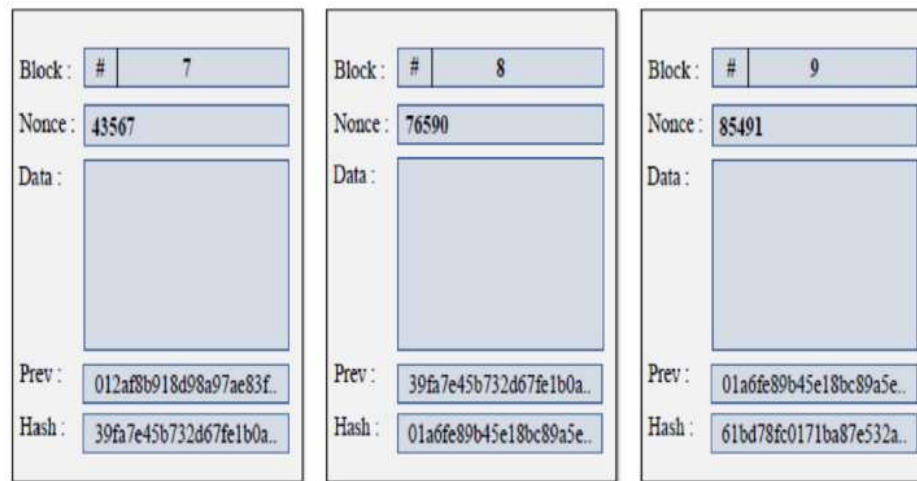 Block : # 7
Nonce : 43567
Data :
Prev : 012af8b918d98a97ae83f..
Hash : 39fa7e45b732d67fe1b0a..
Block : # 8
Nonce : 76590
Data :
Prev : 39fa7e45b732d67fe1b0a..
Hash : 01a6fe89b45e18bc89a5e..
Block : # 9
Nonce : 85491
Data :
Prev : 01a6fe89b45e18bc89a5e..
Hash : 61bd78fc0171ba87e532a..